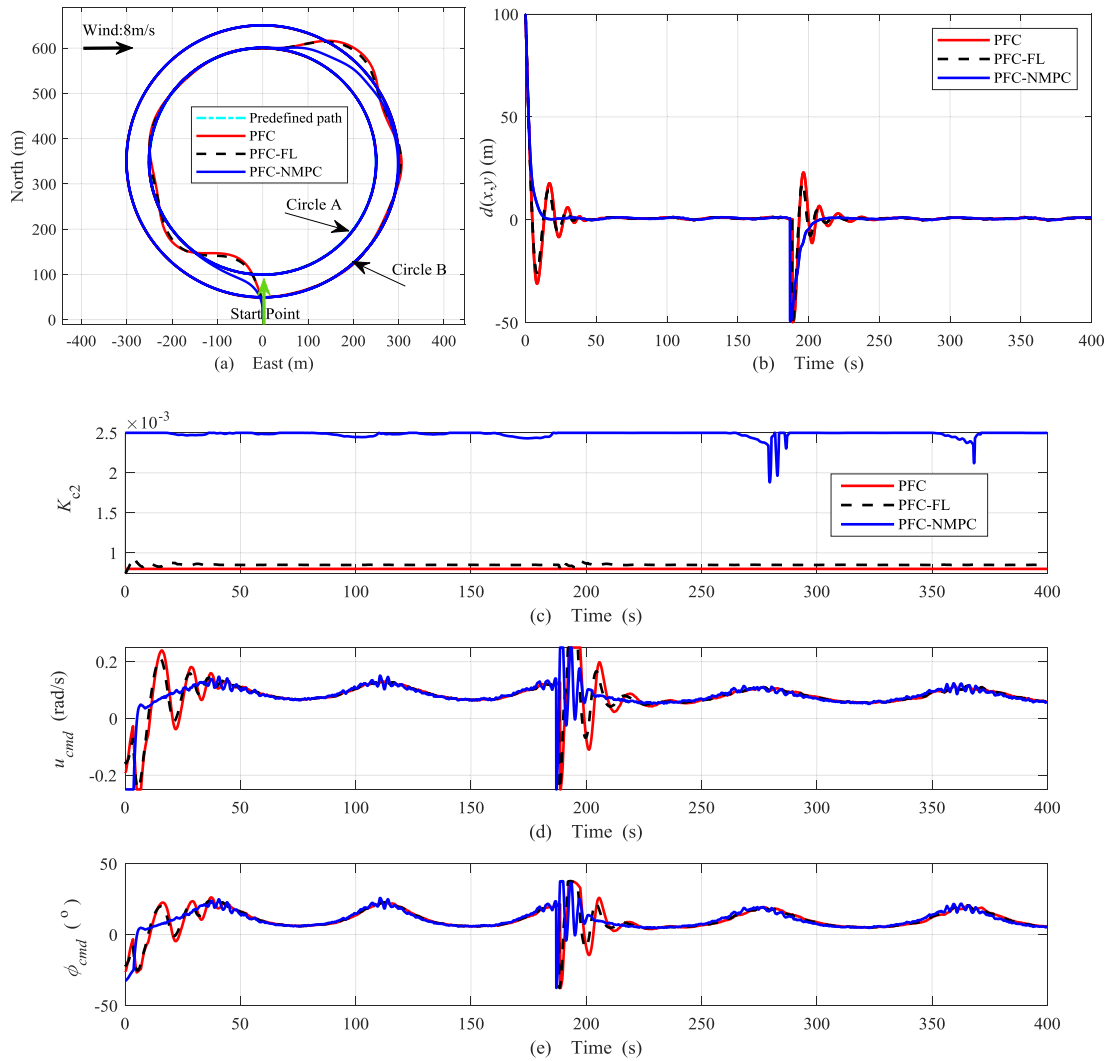 Wind:8m/s
North (m)
600
500
400
300
200
100
0
Predefined path
PFC
PFC-FL
PFC-NMPC
Circle A
Circle B
Start Point
-400 -300 -200 -100 0 100 200 300 400
(a) East (m)
d(x,y) (m)
100
50
0
-50
PFC
PFC-FL
PFC-NMPC
0 50 100 150 200 250 300 350 400
(b) Time (s)
×10⁻³
K_c2
2.5
2
1.5
1
PFC
PFC-FL
PFC-NMPC
0 50 100 150 200 250 300 350 400
(c) Time (s)
u_cmd (rad/s)
0.2
0
-0.2
0 50 100 150 200 250 300 350 400
(d) Time (s)
ϕ_cmd (°)
50
0
-50
0 50 100 150 200 250 300 350 400
(e) Time (s)